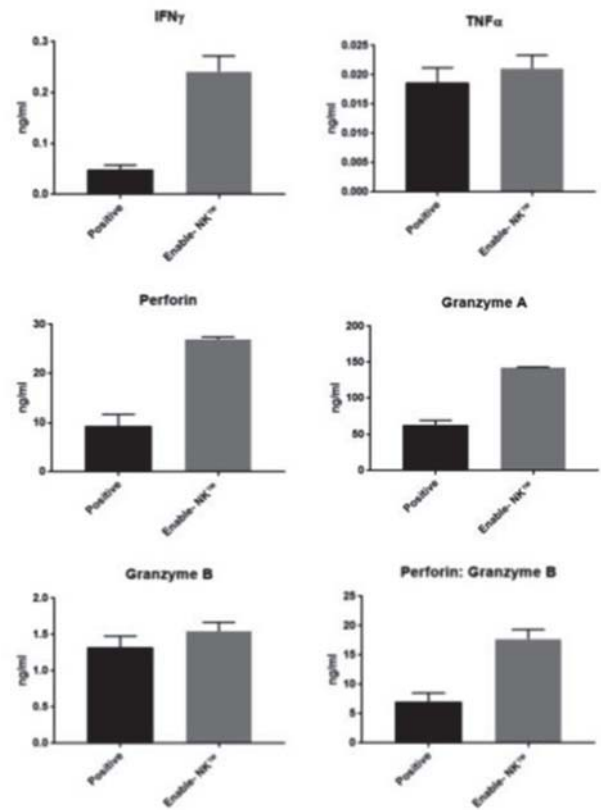 IFNγ
ng/ml
0.3
0.2
0.1
0.0
Positive
Enable- NK™
TNFα
ng/ml
0.025
0.020
0.015
0.010
0.005
0.000
Positive
Enable- NK™
Perforin
ng/ml
30
20
10
0
Positive
Enable- NK™
Granzyme A
ng/ml
200
150
100
50
0
Positive
Enable- NK™
Granzyme B
ng/ml
2.0
1.5
1.0
0.5
0.0
Positive
Enable- NK™
Perforin: Granzyme B
ng/ml
25
20
15
10
5
0
Positive
Enable- NK™